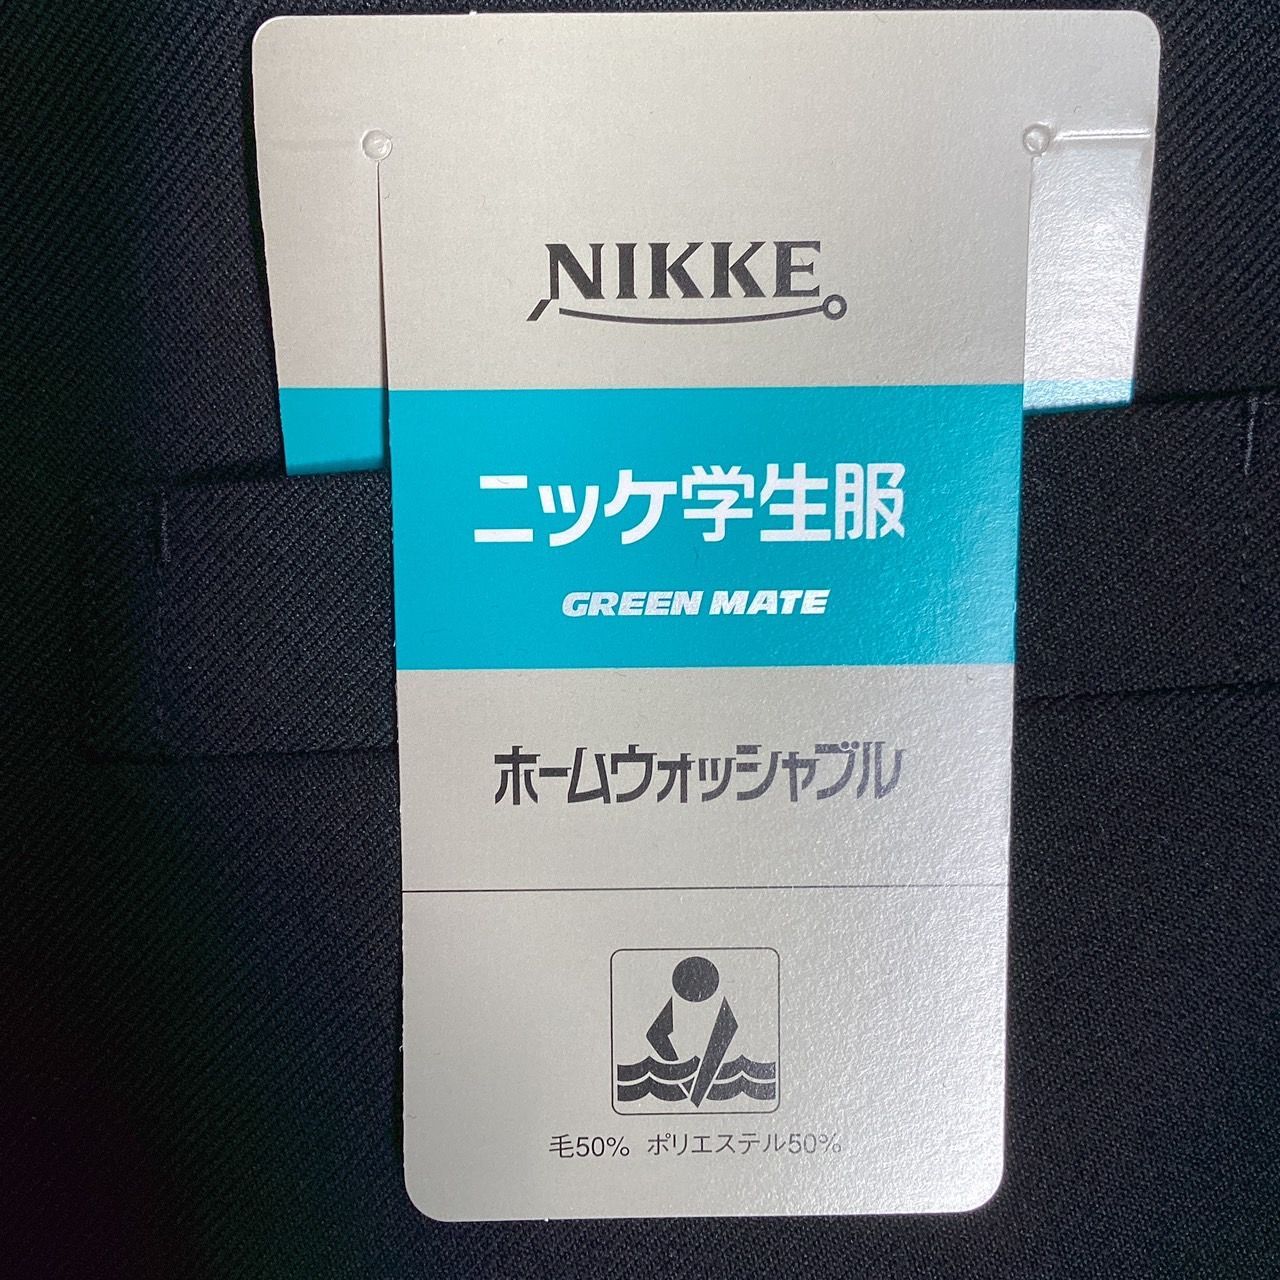 NIKKE
ニッケ学生服
GREEN MATE
ホームウォッシャブル
毛50% ポリエステル50%